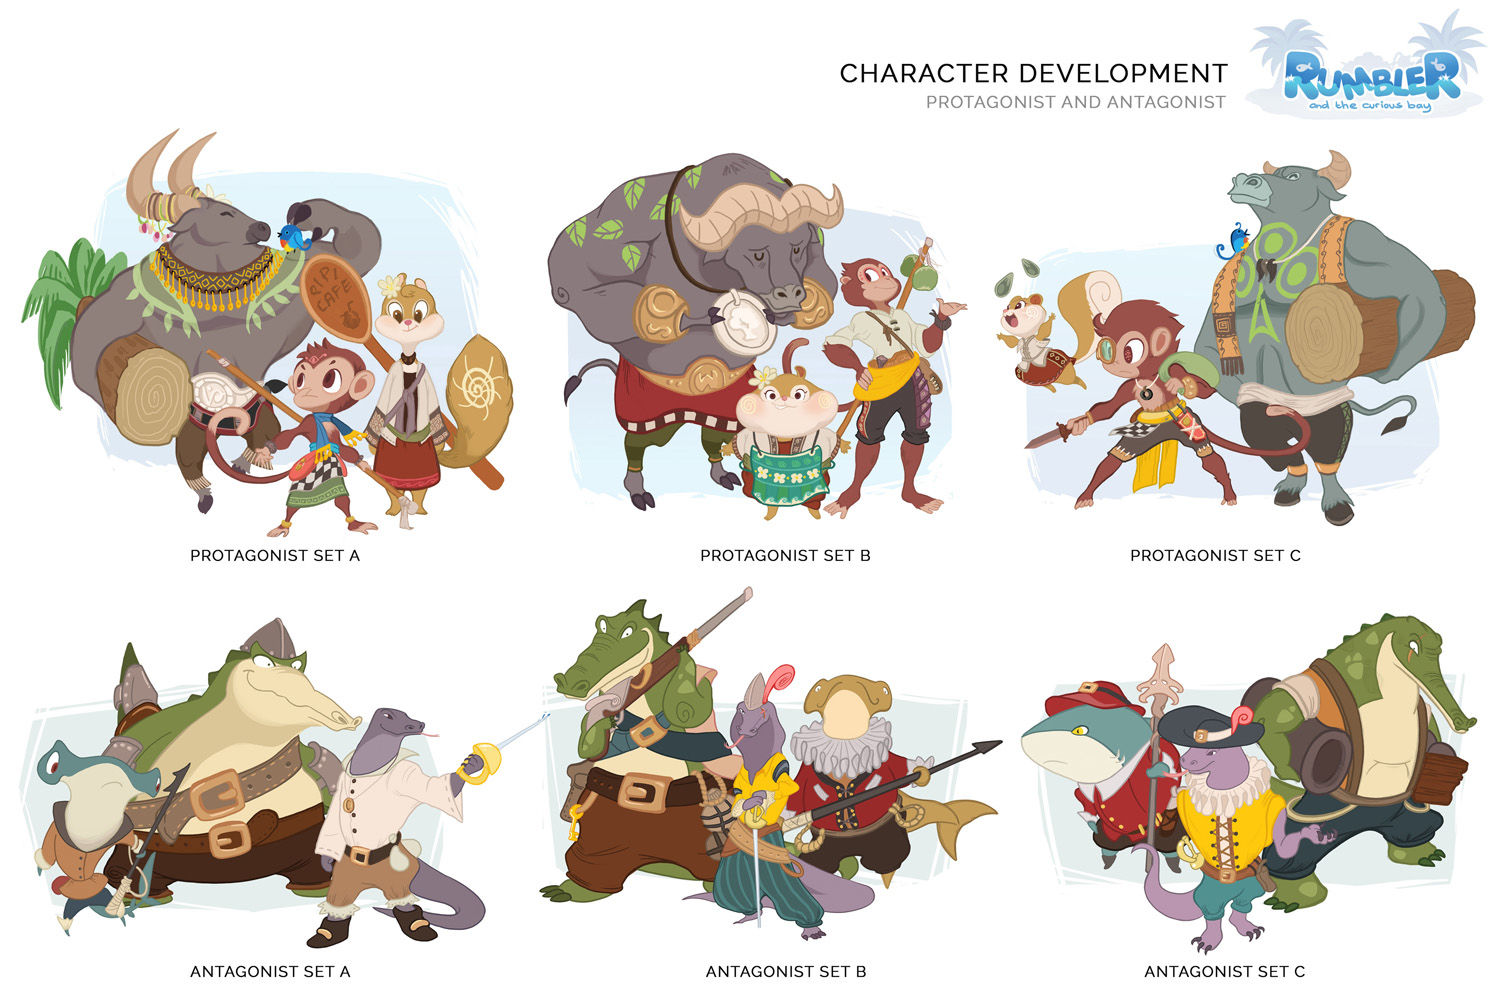 CHARACTER DEVELOPMENT
PROTAGONIST AND ANTAGONIST
RUMBLER
and the curious bay
RIPI
CAFE
PROTAGONIST SET A
PROTAGONIST SET B
PROTAGONIST SET C
ANTAGONIST SET A
ANTAGONIST SET B
ANTAGONIST SET C